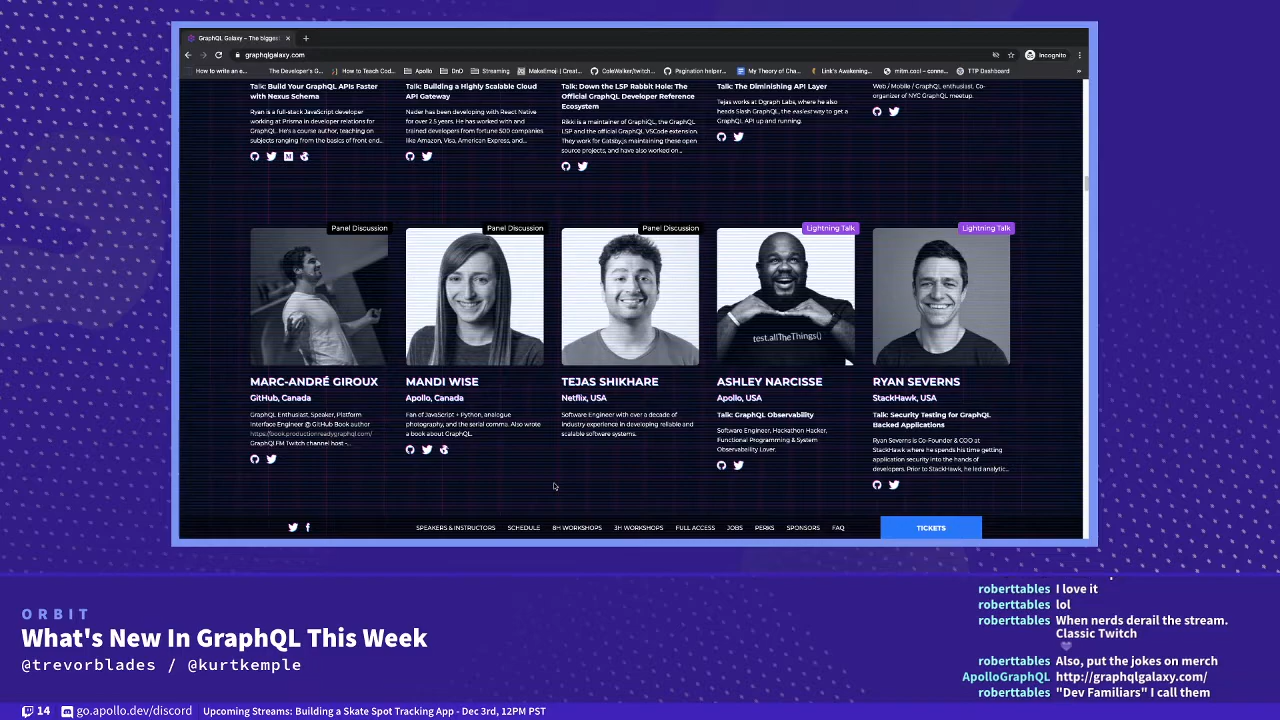 GraphQL Galaxy – The biggest
graphqlgalaxy.com
Incognito
How to write an e...
The Developer's G...
How to Teach Cod...
Apollo
DnD
Streaming
MakeEmoji | Creat...
ColeWalker/twitch...
Pagination helper...
My Theory of Cha...
Link's Awakening...
mitm.cool – conne...
TTP Dashboard
»
Talk: Build Your GraphQL APIs Faster
with Nexus Schema
Ryan is a full-stack JavaScript developer
working at Prisma in developer relations for
GraphQL. He's a course author, teaching on
subjects ranging from the basics of front end...
Talk: Building a Highly Scalable Cloud
API Gateway
Nader has been developing with React Native
for over 2.5 years. He has worked with and
trained developers from fortune 500 companies
like Amazon, Visa, American Express, and...
Talk: Down the LSP Rabbit Hole: The
Official GraphQL Developer Reference
Ecosystem
Rikki is a maintainer of GraphiQL, the GraphQL
LSP and the official GraphQL VSCode extension.
They work for Gatsbyjs maintaining these open
source projects, and have also worked on...
Talk: The Diminishing API Layer
Tejas works at Dgraph Labs, where he also
heads Slash GraphQL, the easiest way to get a
GraphQL API up and running.
Web / Mobile / GraphQL enthusiast. Co-
organizer of NYC GraphQL meetup.
Panel Discussion
MARC-ANDRÉ GIROUX
GitHub, Canada
GraphQL Enthusiast, Speaker, Platform
Interface Engineer @ GitHub Book author
https://book.productionreadygraphql.com/
GraphQL.FM Twitch channel host -...
Panel Discussion
MANDI WISE
Apollo, Canada
Fan of JavaScript + Python, analogue
photography, and the serial comma. Also wrote
a book about GraphQL.
Panel Discussion
TEJAS SHIKHARE
Netflix, USA
Software Engineer with over a decade of
industry experience in developing reliable and
scalable software systems.
Lightning Talk
test.allTheThings()
ASHLEY NARCISSE
Apollo, USA
Talk: GraphQL Observability
Software Engineer, Hackathon Hacker,
Functional Programming & System
Observability Lover.
Lightning Talk
RYAN SEVERNS
StackHawk, USA
Talk: Security Testing for GraphQL
Backed Applications
Ryan Severns is Co-Founder & COO at
StackHawk where he spends his time getting
application security into the hands of
developers. Prior to StackHawk, he led analytic...
SPEAKERS & INSTRUCTORS
SCHEDULE
8H WORKSHOPS
3H WORKSHOPS
FULL ACCESS
JOBS
PERKS
SPONSORS
FAQ
TICKETS
ORBIT
What's New In GraphQL This Week
@trevorblades / @kurtkemple
roberttables I love it
roberttables lol
roberttables When nerds derail the stream.
Classic Twitch
roberttables Also, put the jokes on merch
ApolloGraphQL http://graphqlgalaxy.com/
roberttables "Dev Familiars" I call them
14
go.apollo.dev/discord
Upcoming Streams: Building a Skate Spot Tracking App - Dec 3rd, 12PM PST